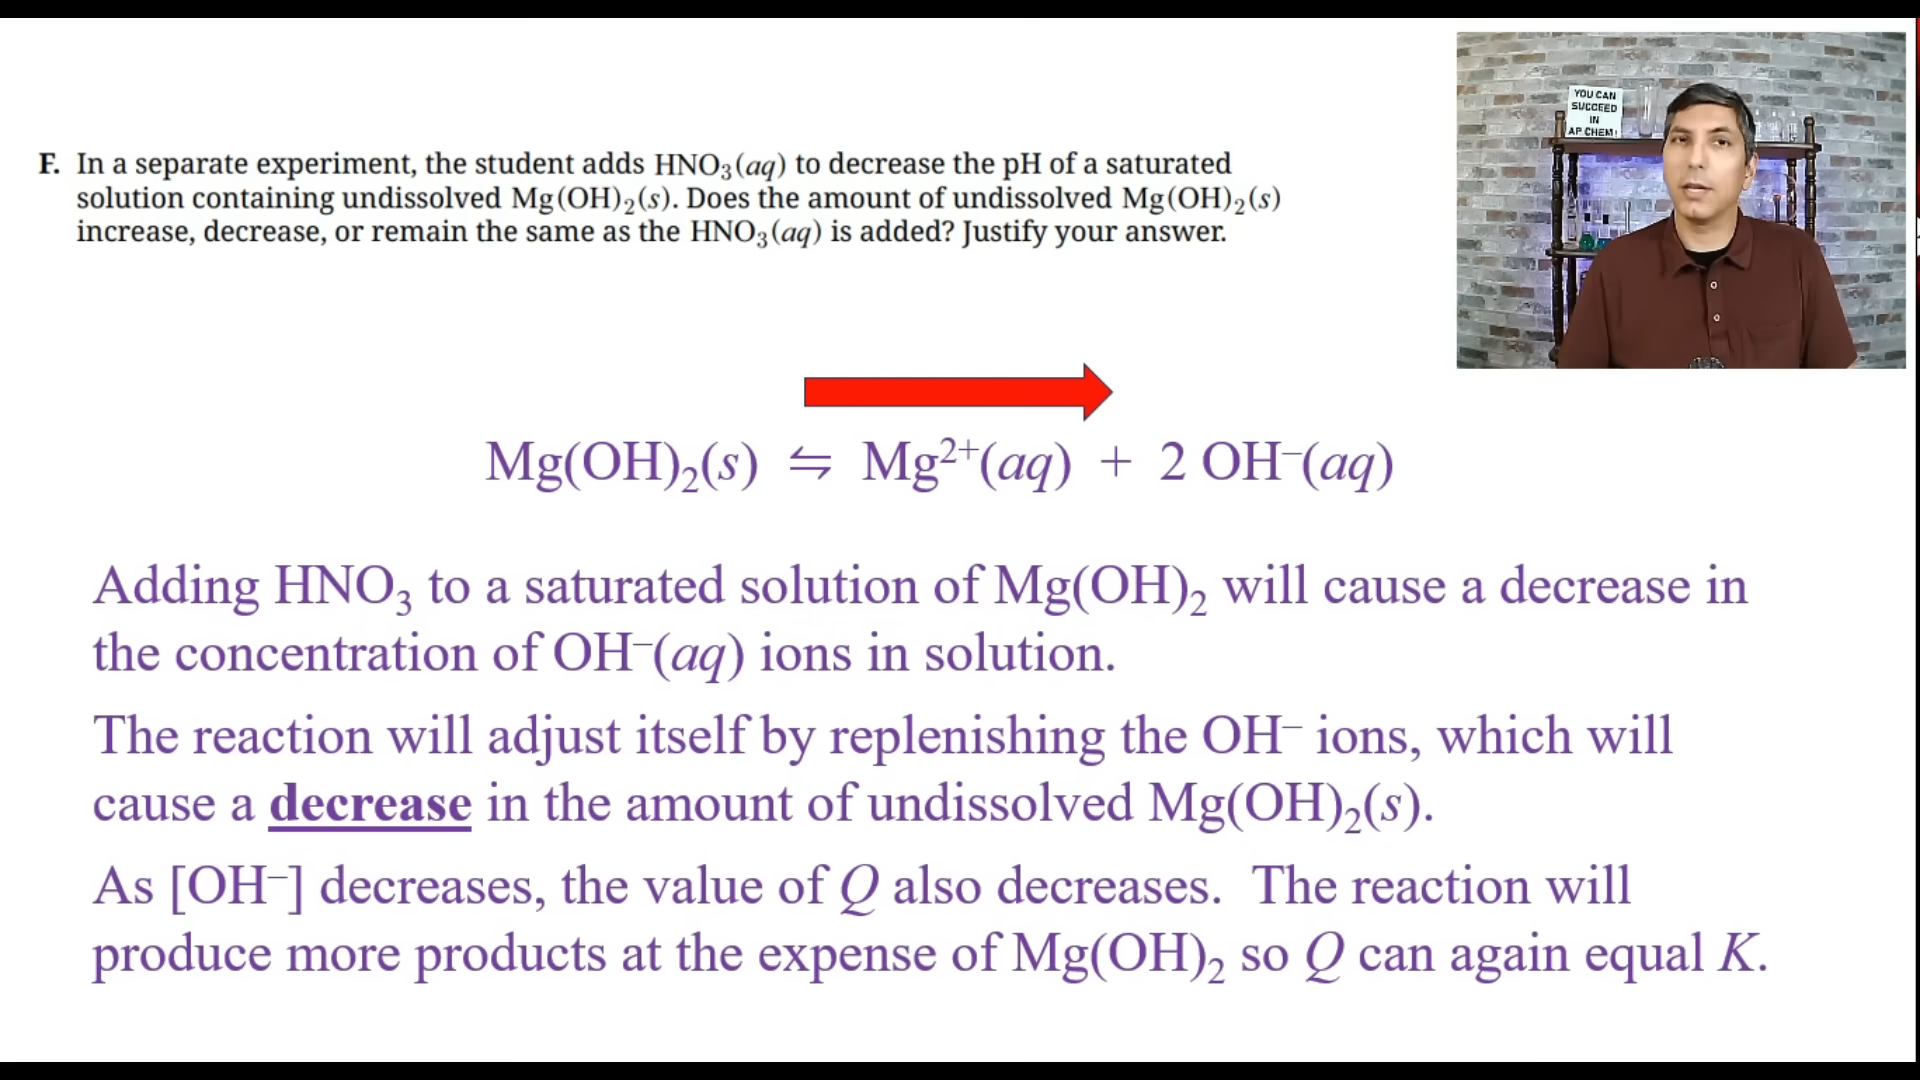 F. In a separate experiment, the student adds HNO₃(aq) to decrease the pH of a saturated
solution containing undissolved Mg(OH)₂(s). Does the amount of undissolved Mg(OH)₂(s)
increase, decrease, or remain the same as the HNO₃(aq) is added? Justify your answer.
YOU CAN
SUCCEED
IN
AP CHEM!
Mg(OH)₂(s) ⇋ Mg²⁺(aq) + 2 OH⁻(aq)
Adding HNO₃ to a saturated solution of Mg(OH)₂ will cause a decrease in
the concentration of OH⁻(aq) ions in solution.
The reaction will adjust itself by replenishing the OH⁻ ions, which will
cause a decrease in the amount of undissolved Mg(OH)₂(s).
As [OH⁻] decreases, the value of Q also decreases. The reaction will
produce more products at the expense of Mg(OH)₂ so Q can again equal K.